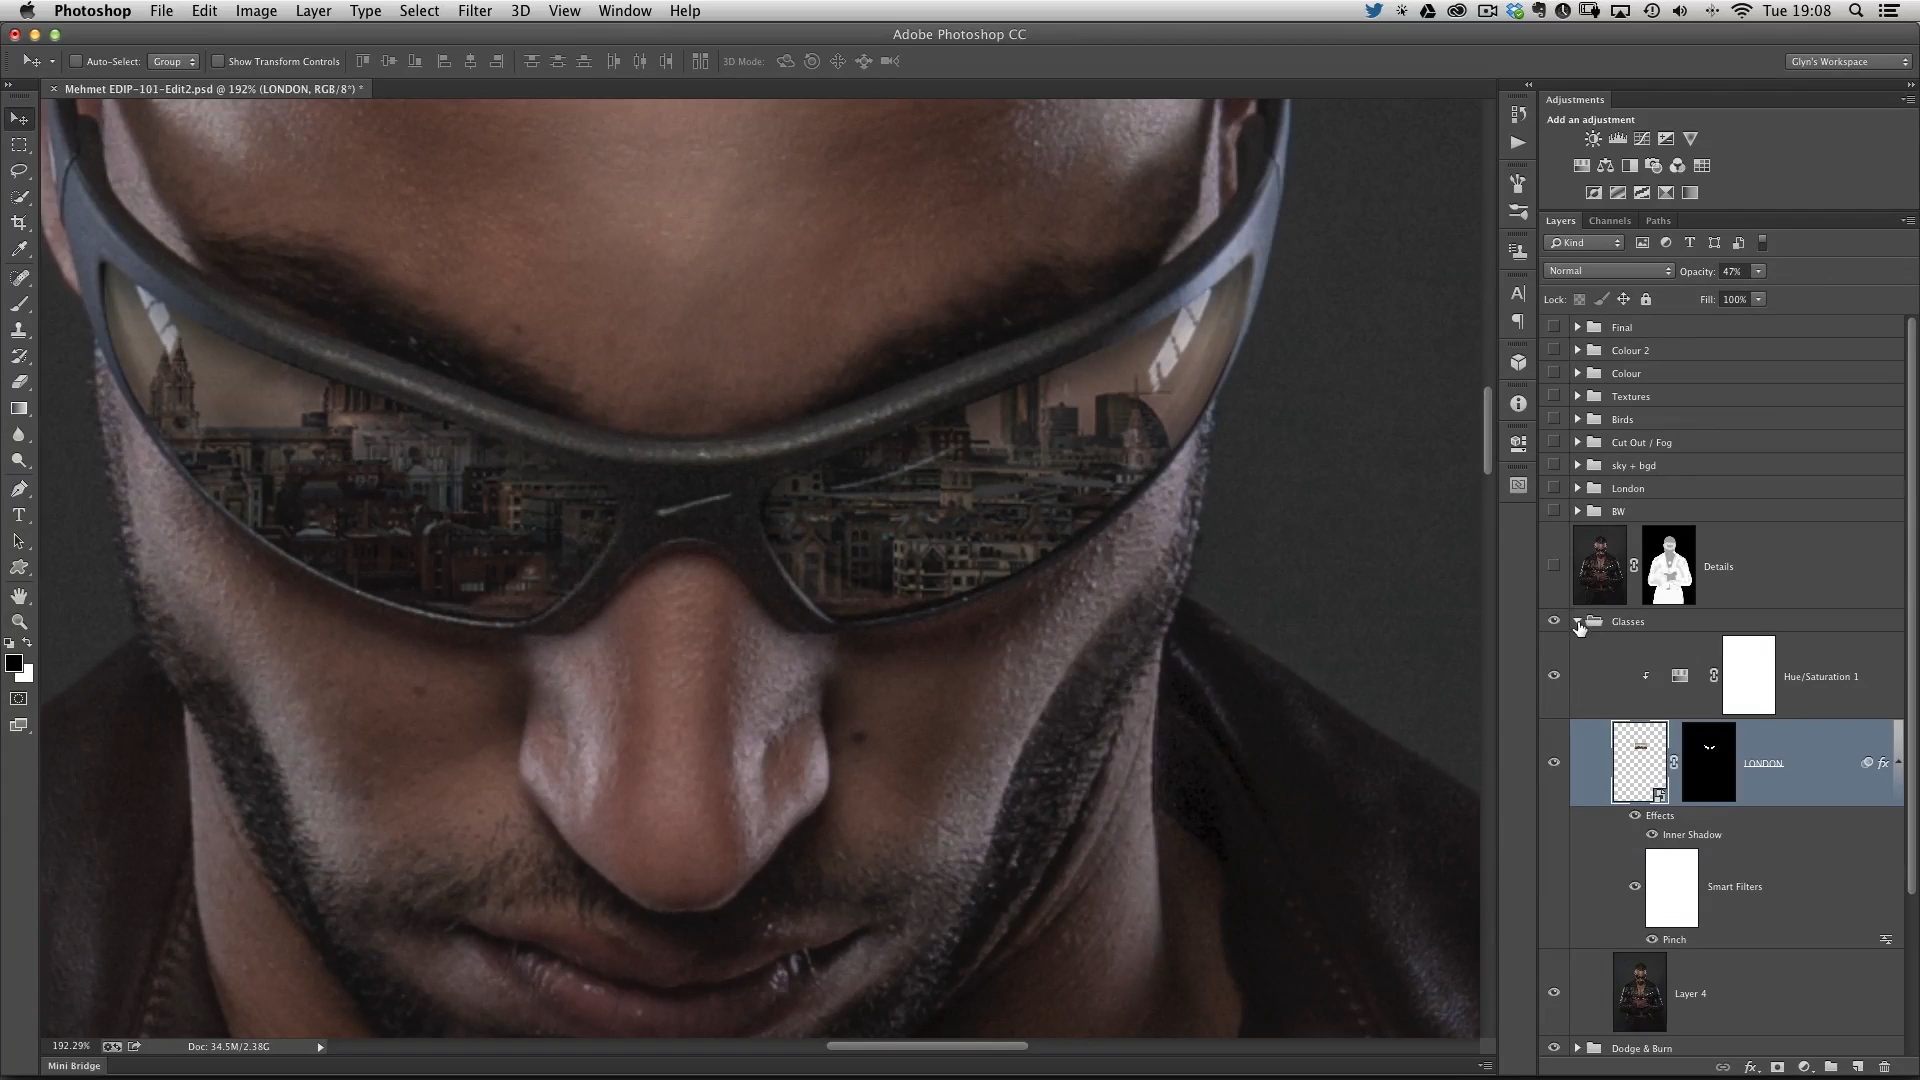 Photoshop File Edit Image Layer Type Select Filter 3D View Window Help Tue 19:08
Adobe Photoshop CC
Auto-Select: Group Show Transform Controls 3D Mode: Glyn's Workspace
Mehmet EDIP-101-Edit2.psd @ 192% (LONDON, RGB/8*) *
Adjustments
Add an adjustment
Layers Channels Paths
Kind
Normal Opacity: 47%
Lock: Fill: 100%
Final
Colour 2
Colour
Textures
Birds
Cut Out / Fog
sky + bgd
London
BW
Details
Glasses
Hue/Saturation 1
LONDON fx
Effects
Inner Shadow
Smart Filters
Pinch
Layer 4
Dodge & Burn
192.29% Doc: 34.5M/2.38G
Mini Bridge